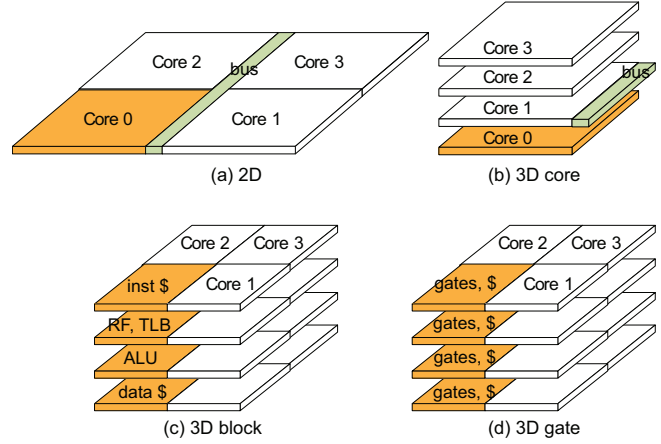 Core 2
bus
Core 3
Core 0
Core 1
(a) 2D
Core 3
Core 2
bus
Core 1
Core 0
(b) 3D core
Core 2
Core 3
inst $
Core 1
RF, TLB
ALU
data $
(c) 3D block
Core 2
Core 3
gates, $
Core 1
gates, $
gates, $
gates, $
(d) 3D gate